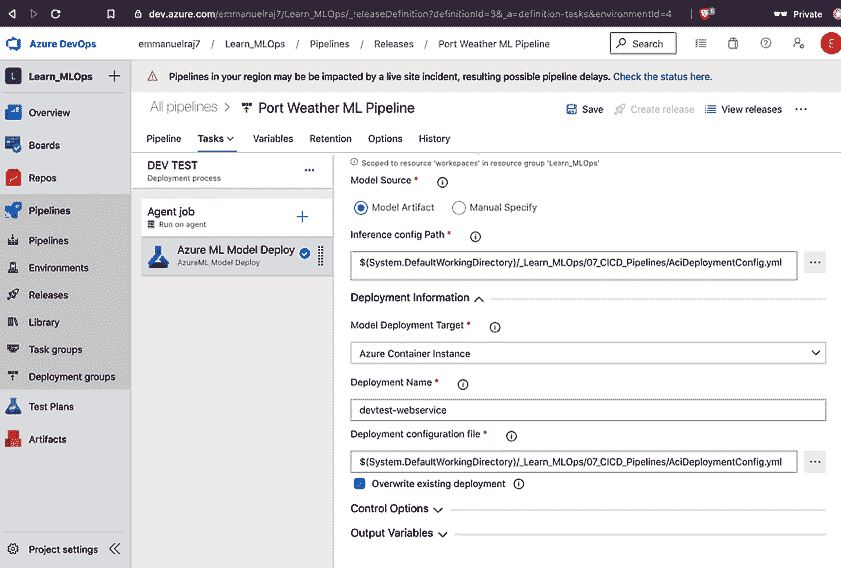 dev.azure.com/emmanuelraj7/Learn_MLOps/_releaseDefinition?definitionId=3&_a=definition-tasks&environmentId=4
Private
Azure DevOps
emmanuelraj7 / Learn_MLOps / Pipelines / Releases / Port Weather ML Pipeline
Search
E
L Learn_MLOps
Pipelines in your region may be be impacted by a live site incident, resulting possible pipeline delays. Check the status here.
Overview
Boards
Repos
Pipelines
Pipelines
Environments
Releases
Library
Task groups
Deployment groups
Test Plans
Artifacts
Project settings
All pipelines > Port Weather ML Pipeline
Save
Create release
View releases
Pipeline Tasks Variables Retention Options History
DEV TEST
Deployment process
Agent job
Run on agent
Azure ML Model Deploy
AzureML Model Deploy
Scoped to resource 'workspaces' in resource group 'Learn_MLOps'
Model Source *
Model Artifact Manual Specify
Inference config Path *
$(System.DefaultWorkingDirectory)/_Learn_MLOps/07_CICD_Pipelines/AciDeploymentConfig.yml
Deployment Information
Model Deployment Target *
Azure Container Instance
Deployment Name *
devtest-webservice
Deployment configuration file *
$(System.DefaultWorkingDirectory)/_Learn_MLOps/07_CICD_Pipelines/AciDeploymentConfig.yml
Overwrite existing deployment
Control Options
Output Variables